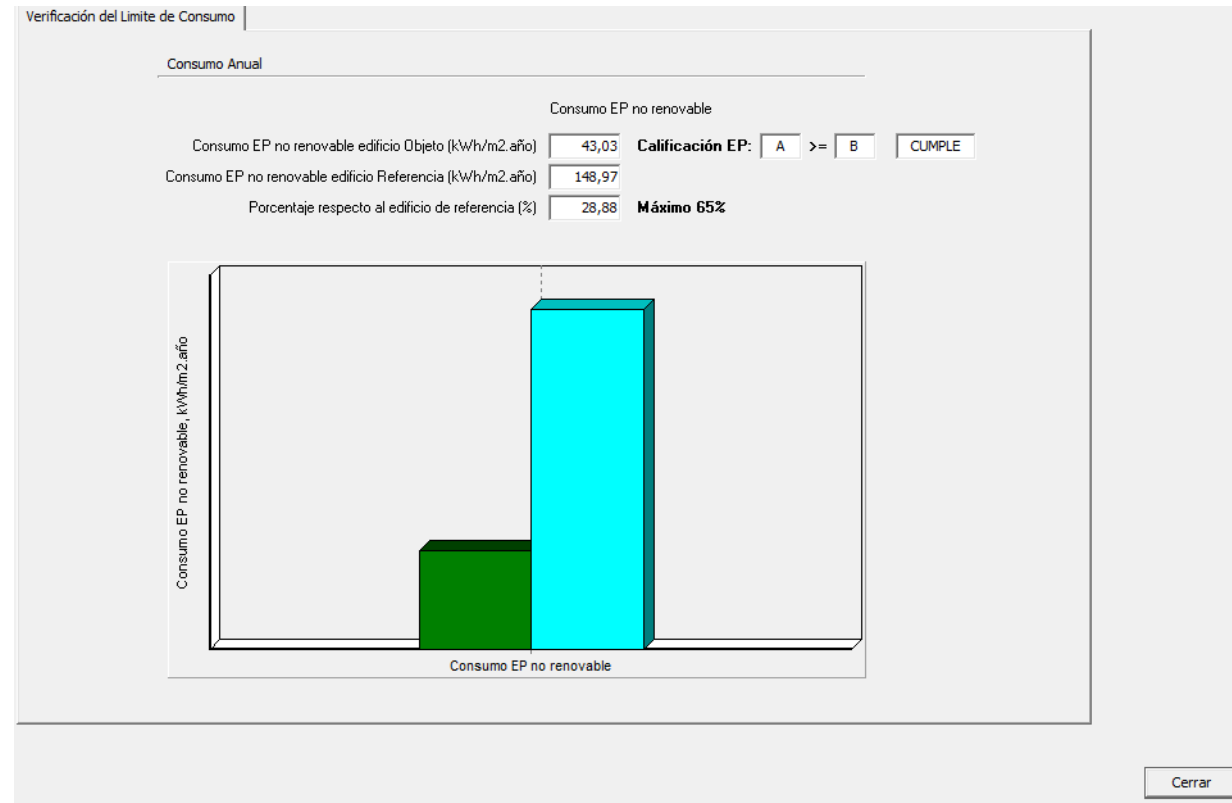 Verificación del Limite de Consumo
Consumo Anual
Consumo EP no renovable
Consumo EP no renovable edificio Objeto (kWh/m2.año) 43,03 Calificación EP: A >= B CUMPLE
Consumo EP no renovable edificio Referencia (kWh/m2.año) 148,97
Porcentaje respecto al edificio de referencia (%) 28,88 Máximo 65%
Consumo EP no renovable, kWh/m2.año
Consumo EP no renovable
Cerrar